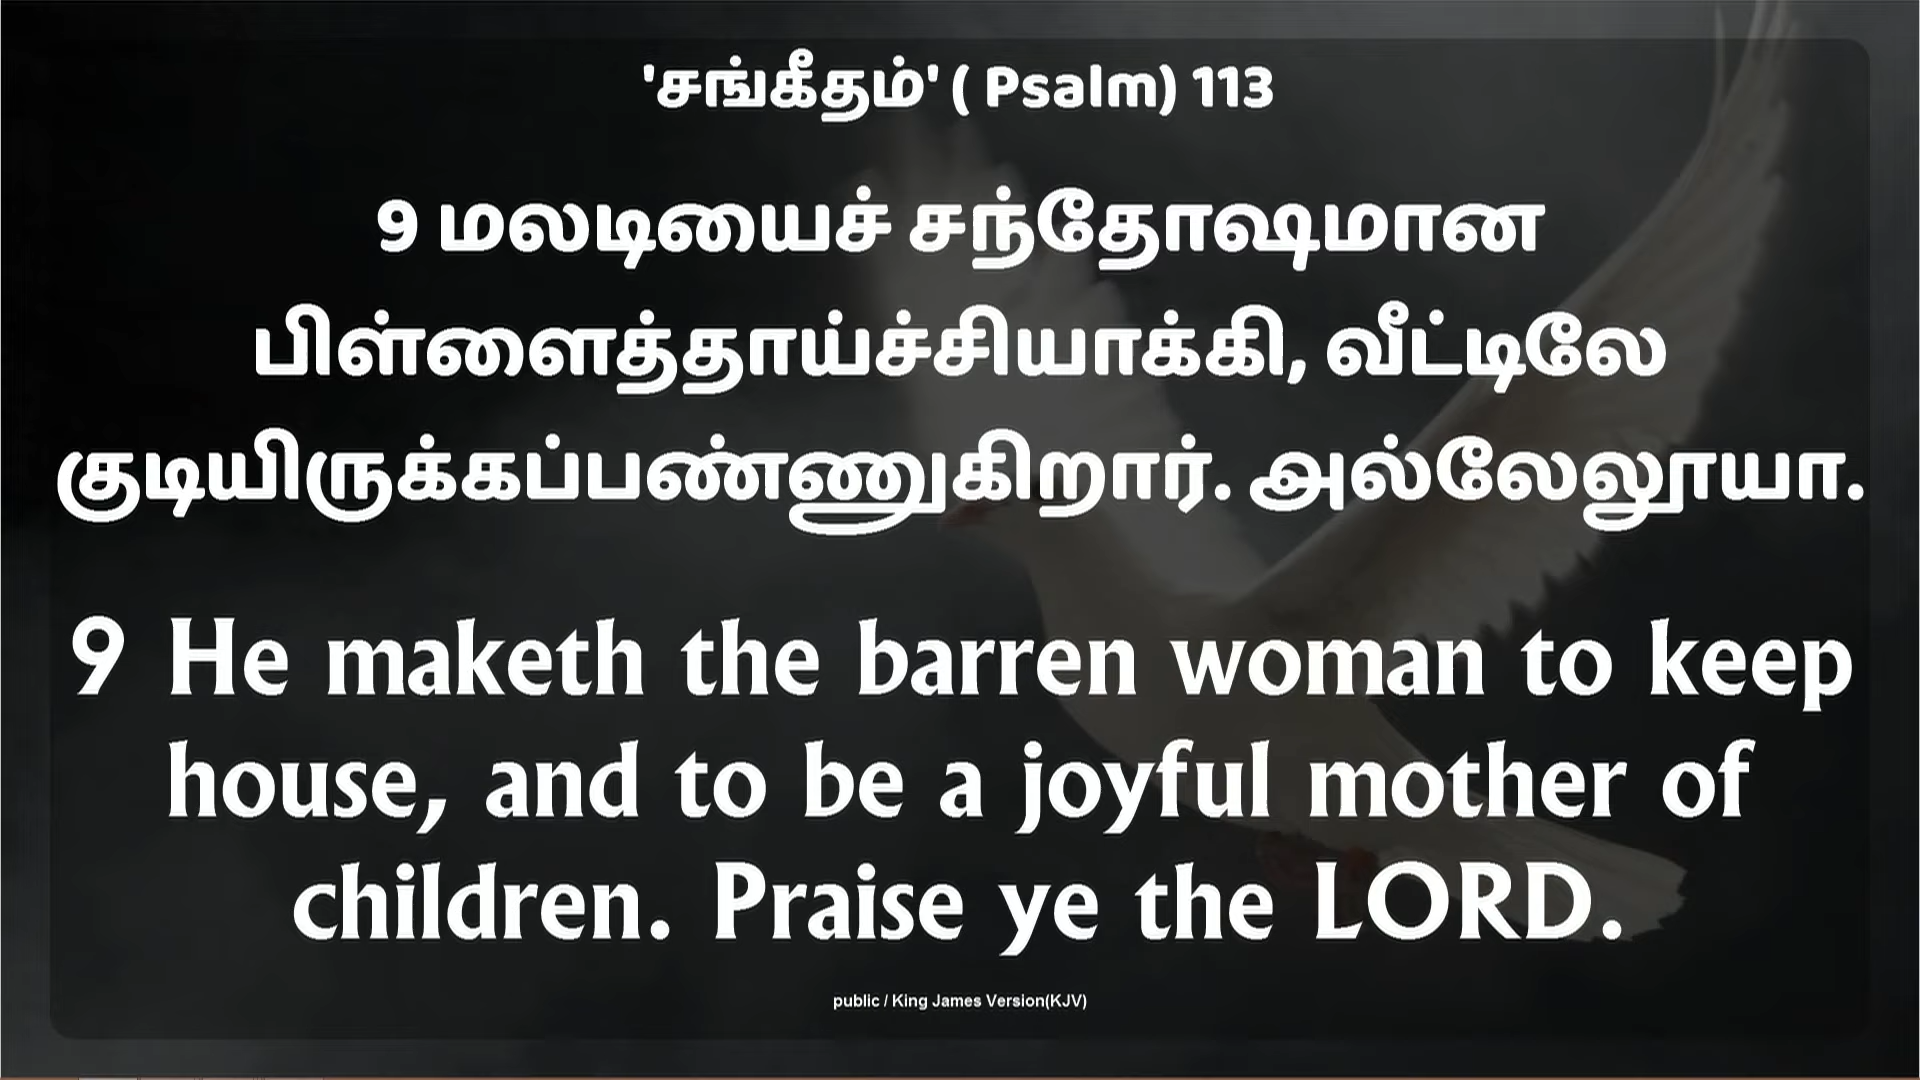 'சங்கீதம்' ( Psalm) 113
9 மலடியைச் சந்தோஷமான
பிள்ளைத்தாய்ச்சியாக்கி, வீட்டிலே
குடியிருக்கப்பண்ணுகிறார். அல்லேலூயா.
9 He maketh the barren woman to keep
house, and to be a joyful mother of
children. Praise ye the LORD.
public / King James Version(KJV)